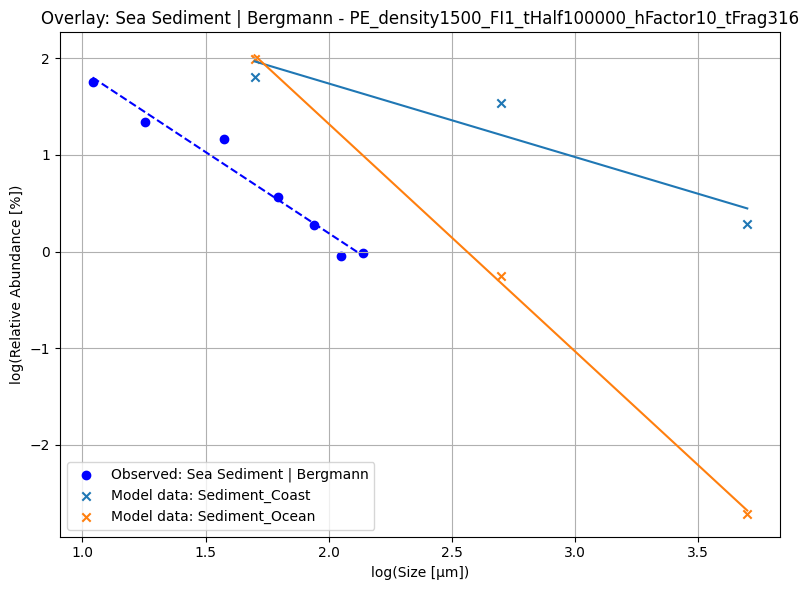 Overlay: Sea Sediment | Bergmann - PE_density1500_FI1_tHalf100000_hFactor10_tFrag316
log(Relative Abundance [%])
2
1
0
−1
−2
Observed: Sea Sediment | Bergmann
Model data: Sediment_Coast
Model data: Sediment_Ocean
1.0 1.5 2.0 2.5 3.0 3.5
log(Size [μm])